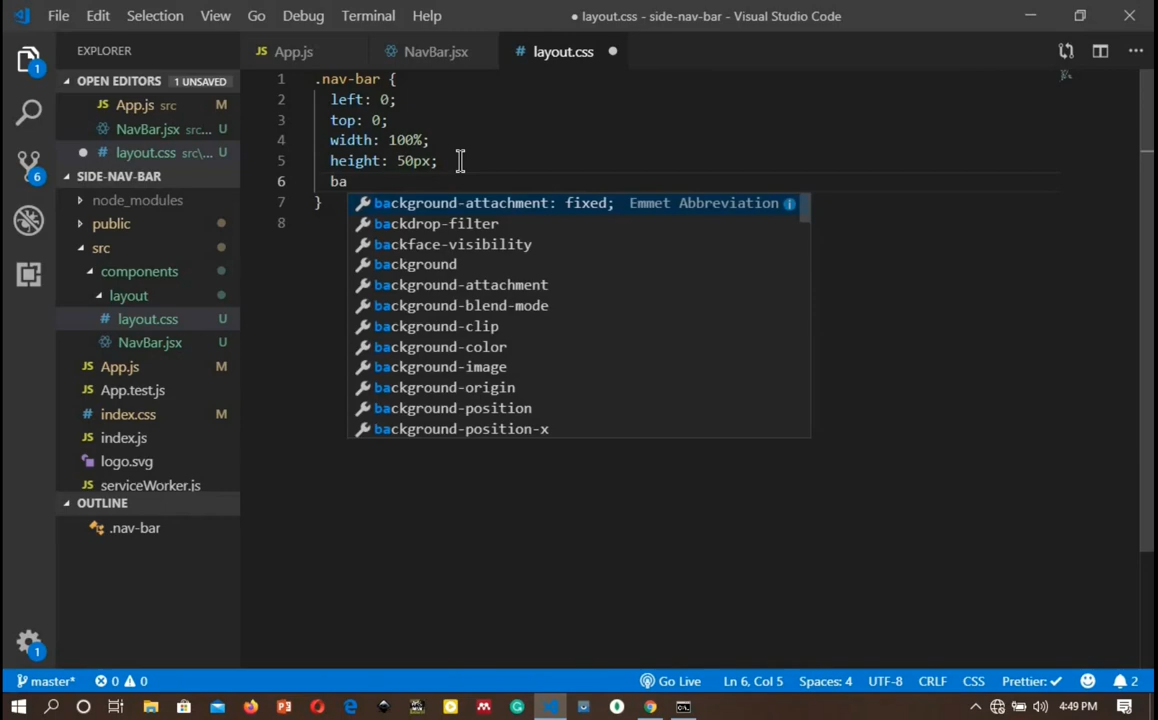 File Edit Selection View Go Debug Terminal Help ● layout.css - side-nav-bar - Visual Studio Code
EXPLORER
JS App.js
NavBar.jsx
# layout.css ●
OPEN EDITORS 1 UNSAVED
JS App.js src M
NavBar.jsx src... U
● # layout.css src\... U
SIDE-NAV-BAR
node_modules
public
src
components
layout
# layout.css U
NavBar.jsx U
JS App.js M
JS App.test.js
# index.css M
JS index.js
logo.svg
JS serviceWorker.js
OUTLINE
.nav-bar
1
6
1
1 .nav-bar {
2 left: 0;
3 top: 0;
4 width: 100%;
5 height: 50px;
6 ba
7 }
8
background-attachment: fixed; Emmet Abbreviation
backdrop-filter
backface-visibility
background
background-attachment
background-blend-mode
background-clip
background-color
background-image
background-origin
background-position
background-position-x
master* 0 0 Go Live Ln 6, Col 5 Spaces: 4 UTF-8 CRLF CSS Prettier: ✓ 2
4:49 PM